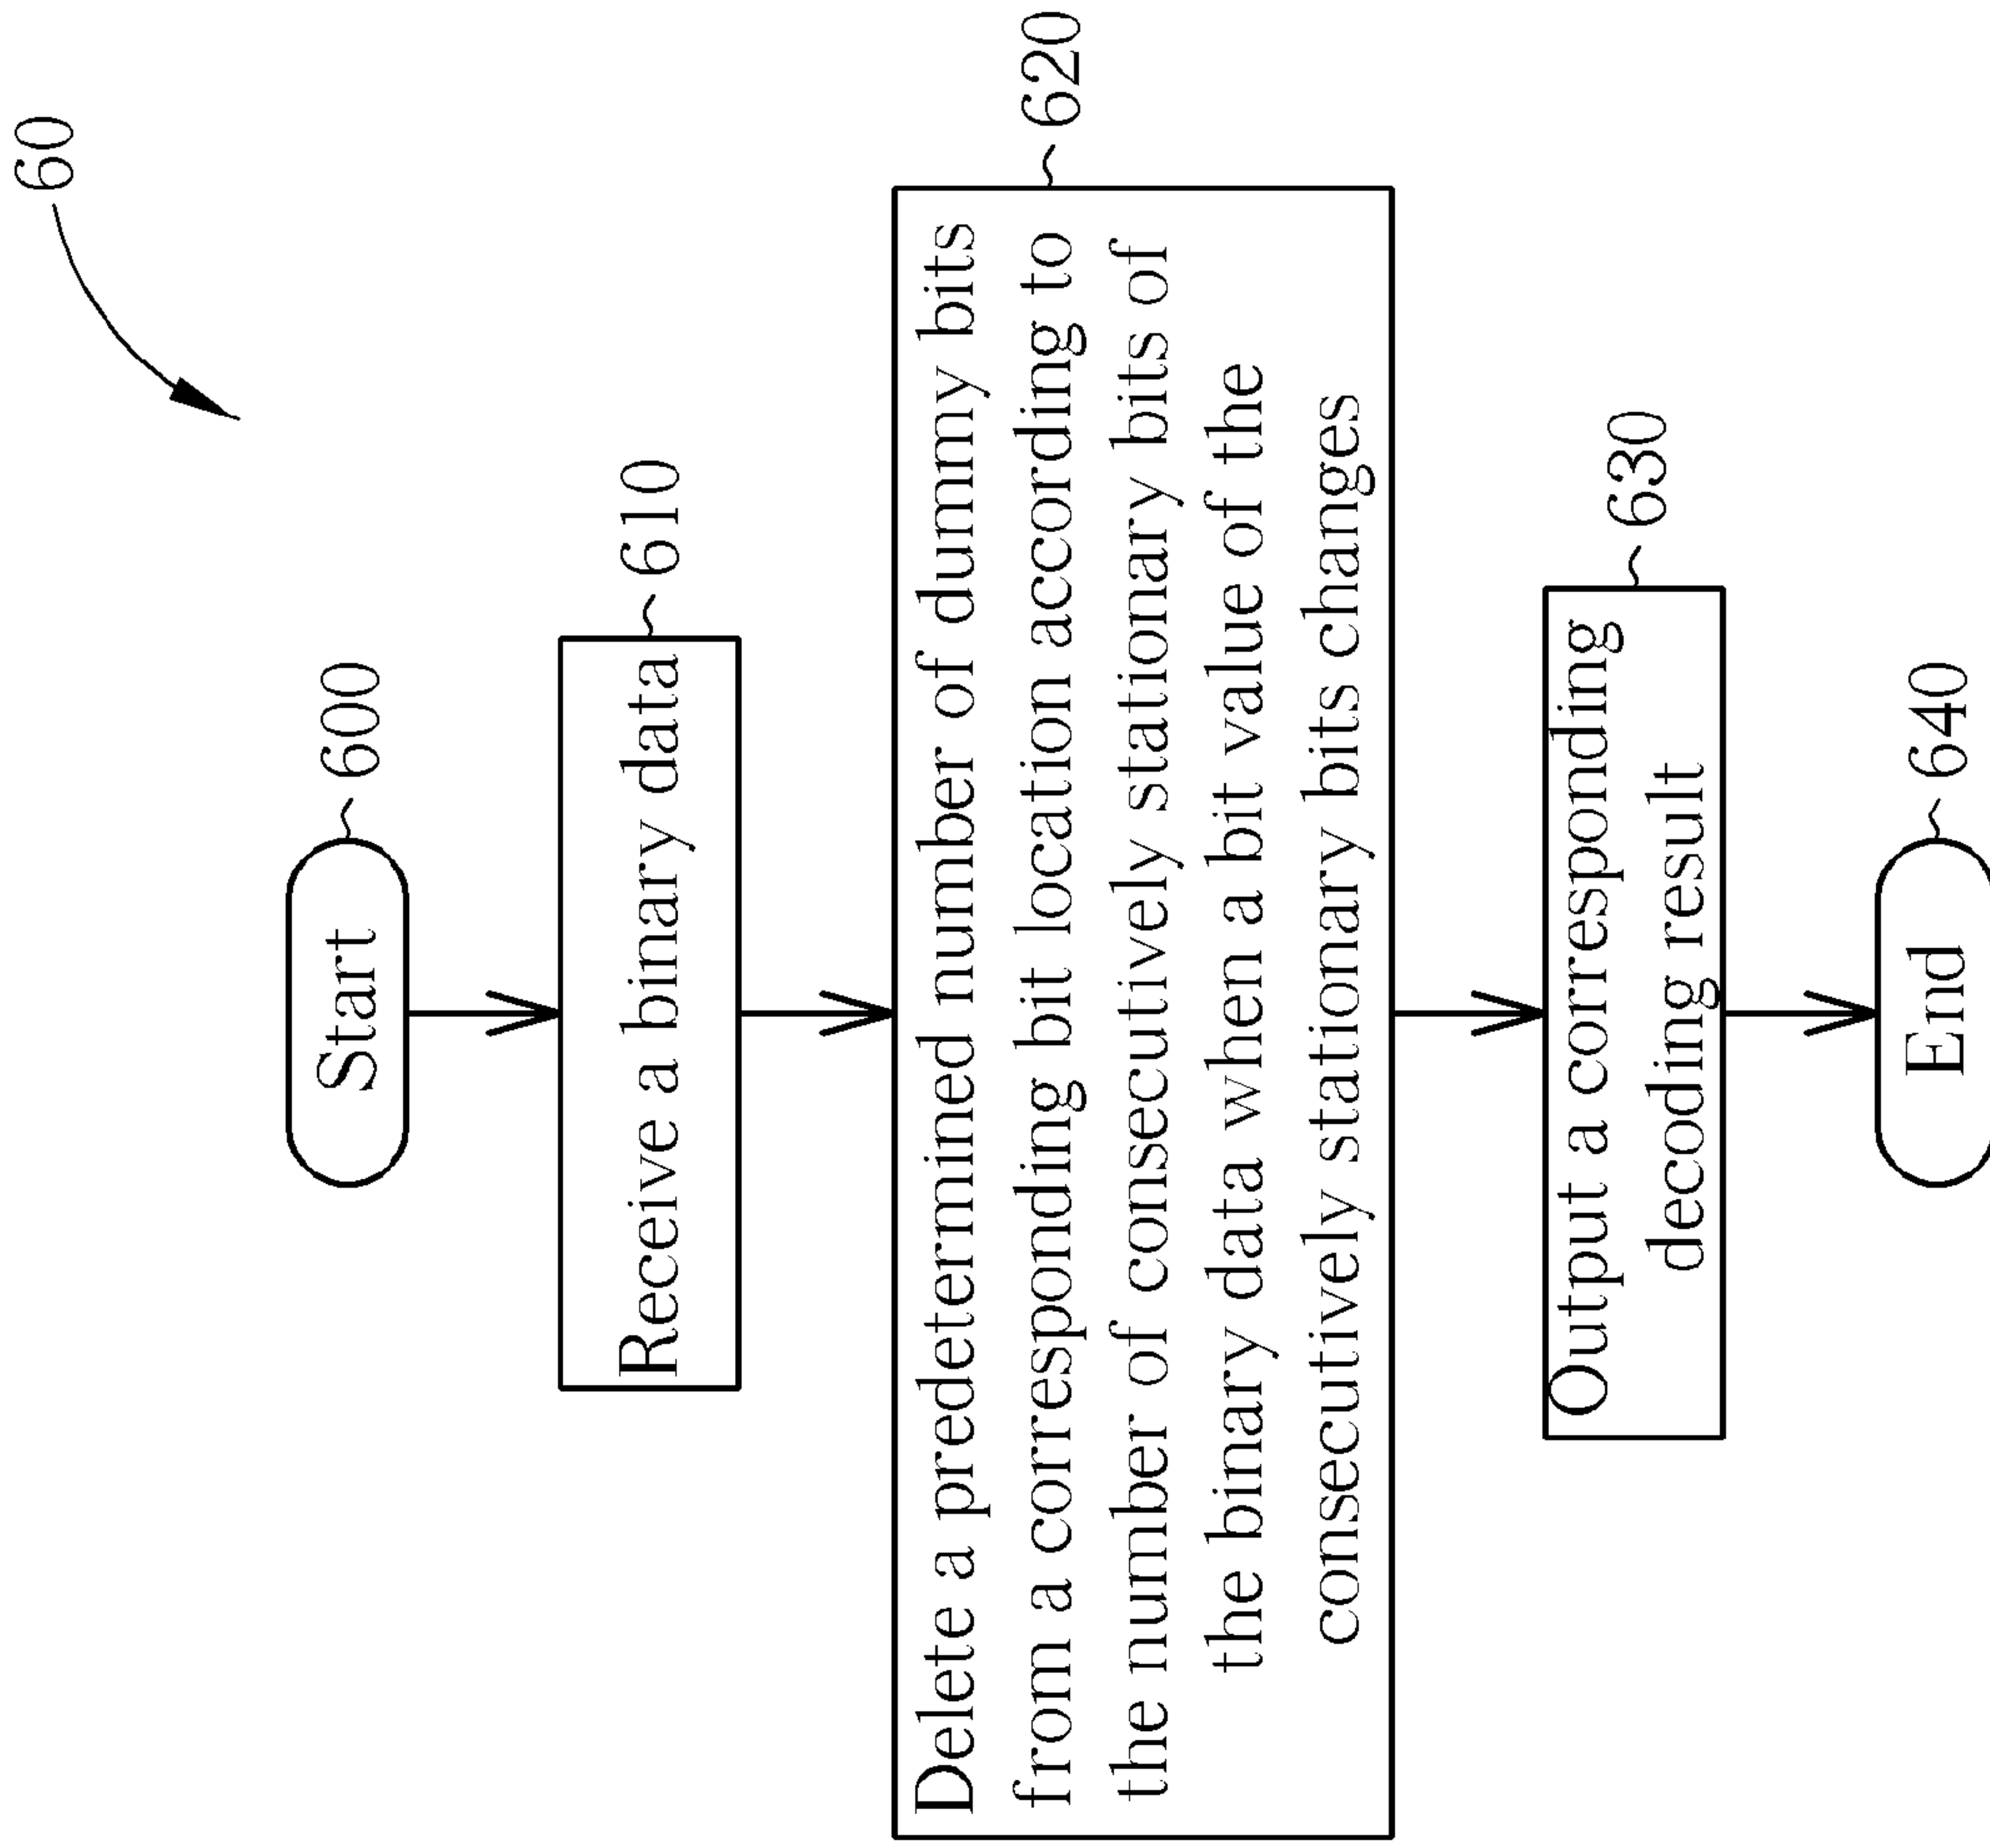 60
Start
600
Receive a binary data
610
Delete a predetermined number of dummy bits
from a corresponding bit location according to
the number of consecutively stationary bits of
the binary data when a bit value of the
consecutively stationary bits changes
620
Output a corresponding
decoding result
630
End
640